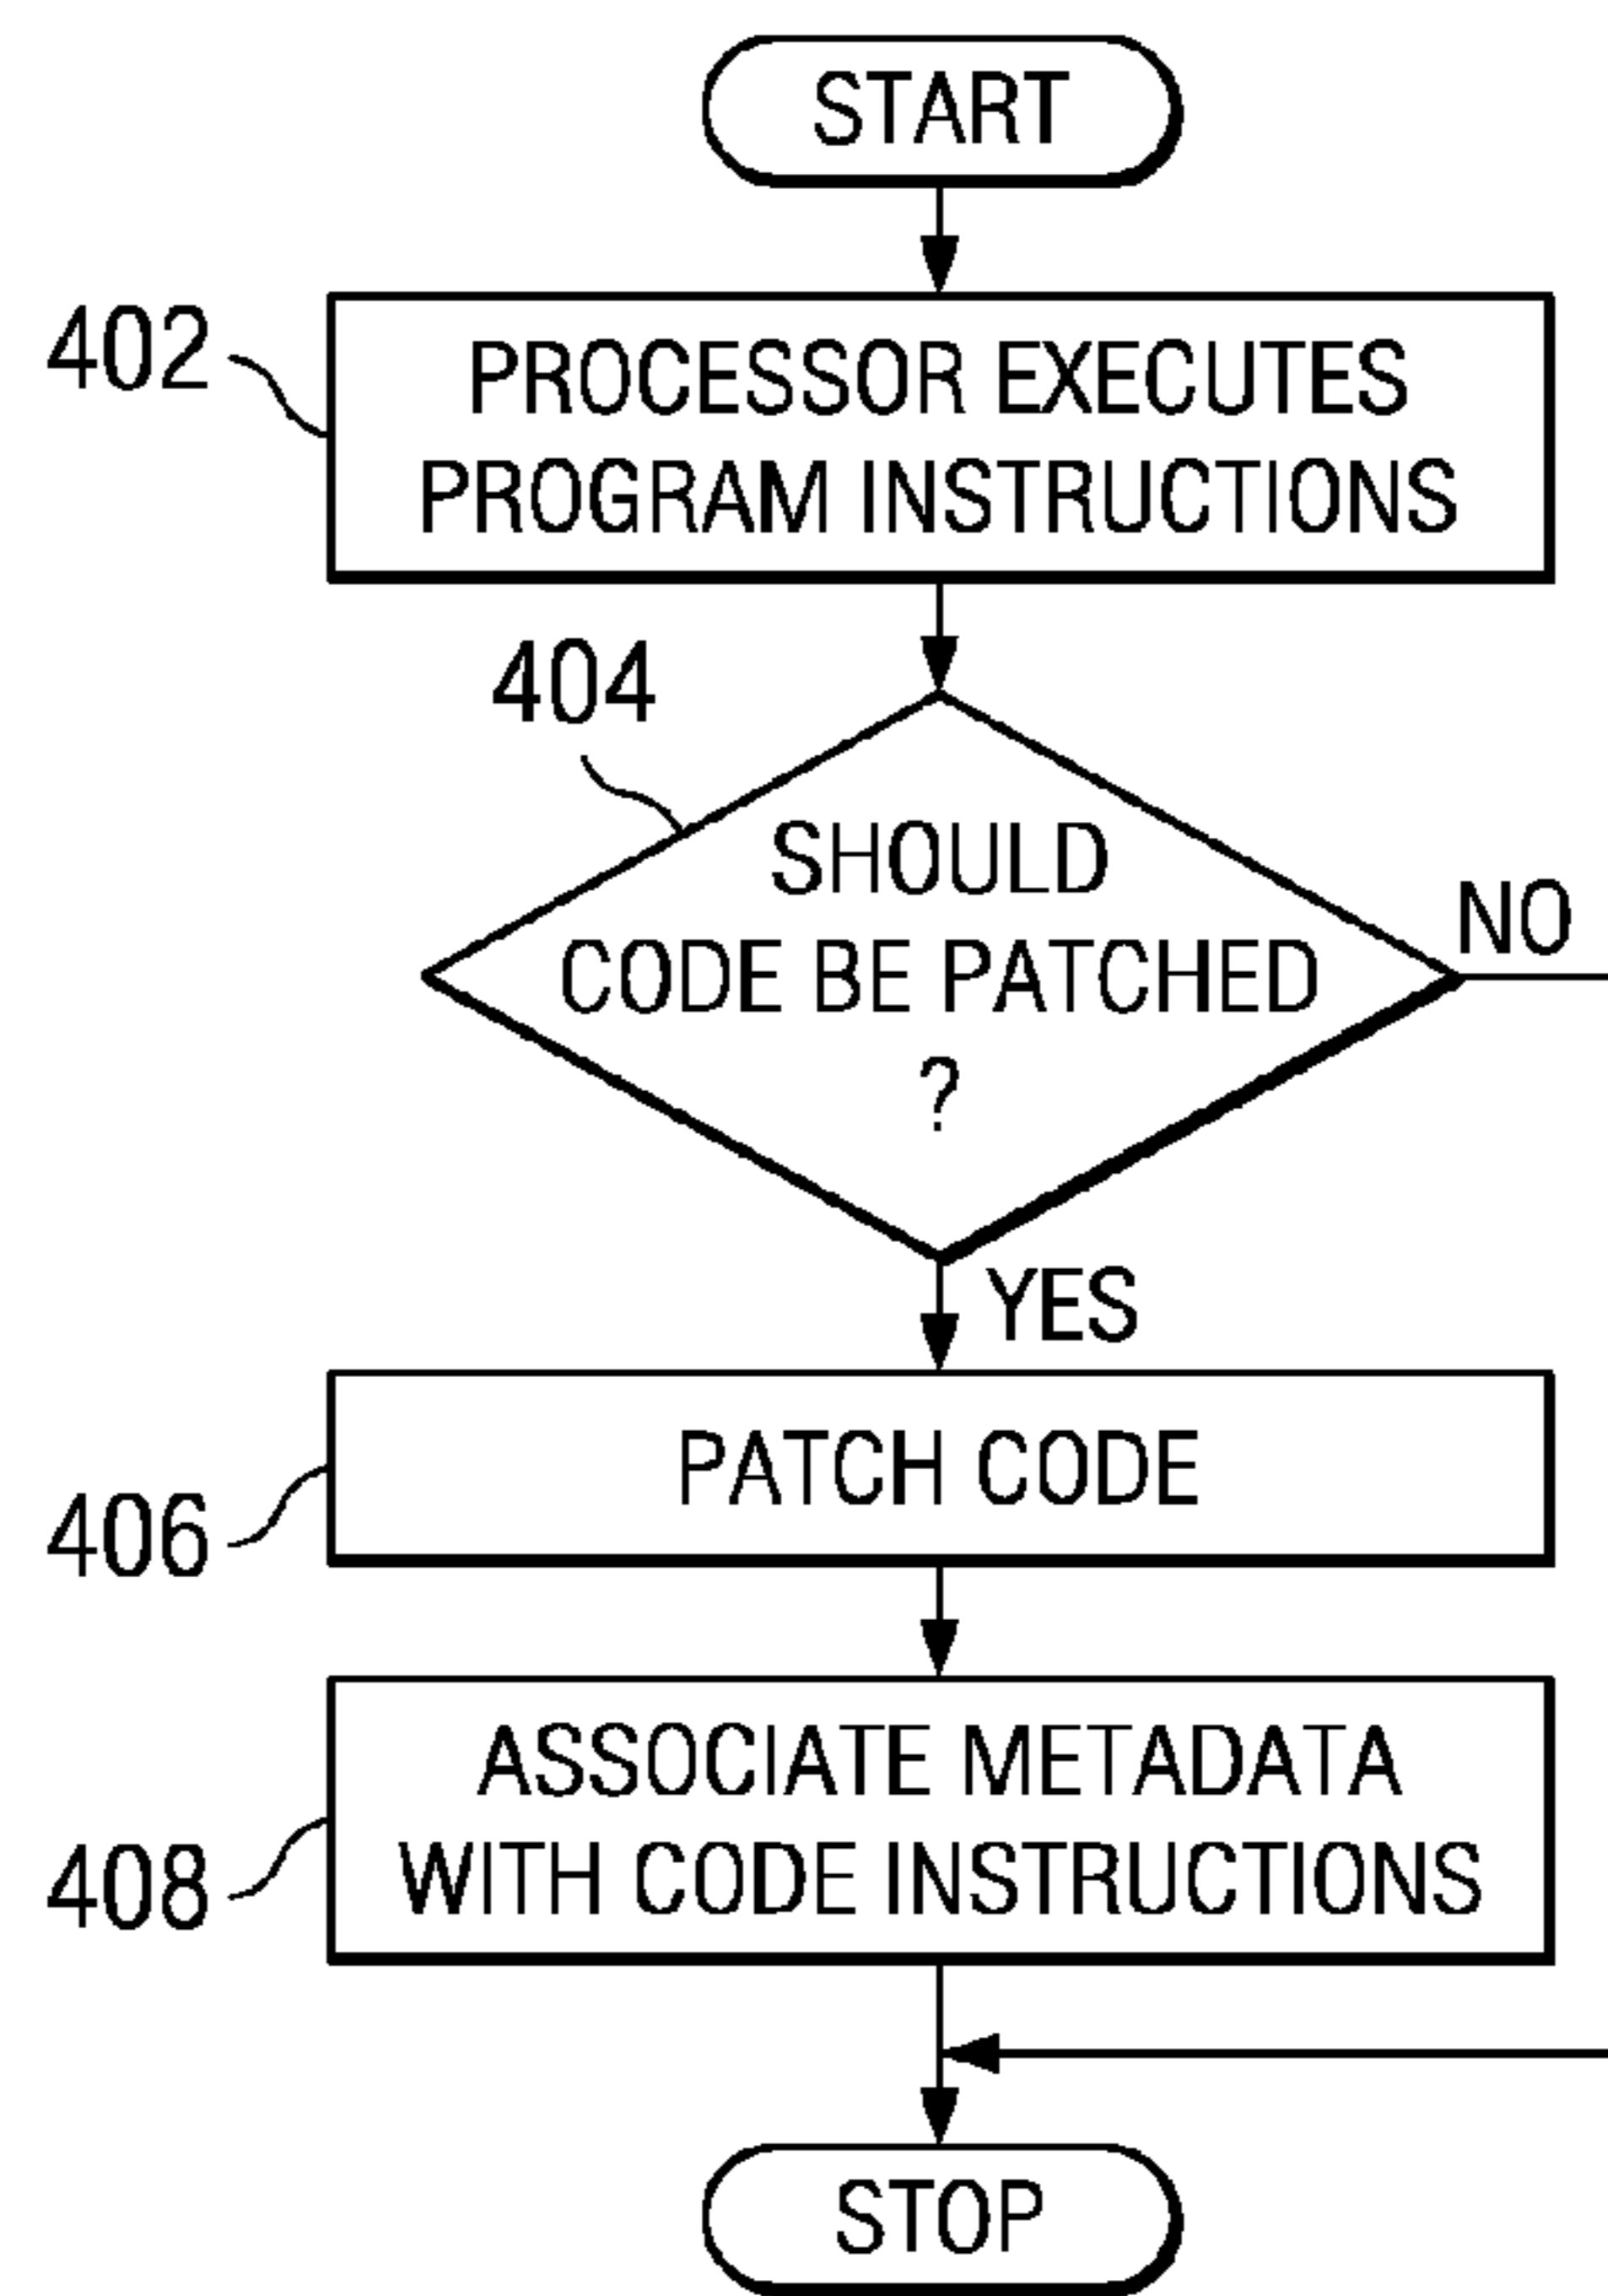 START
402
PROCESSOR EXECUTES
PROGRAM INSTRUCTIONS
404
SHOULD
CODE BE PATCHED
?
NO
YES
406
PATCH CODE
408
ASSOCIATE METADATA
WITH CODE INSTRUCTIONS
STOP